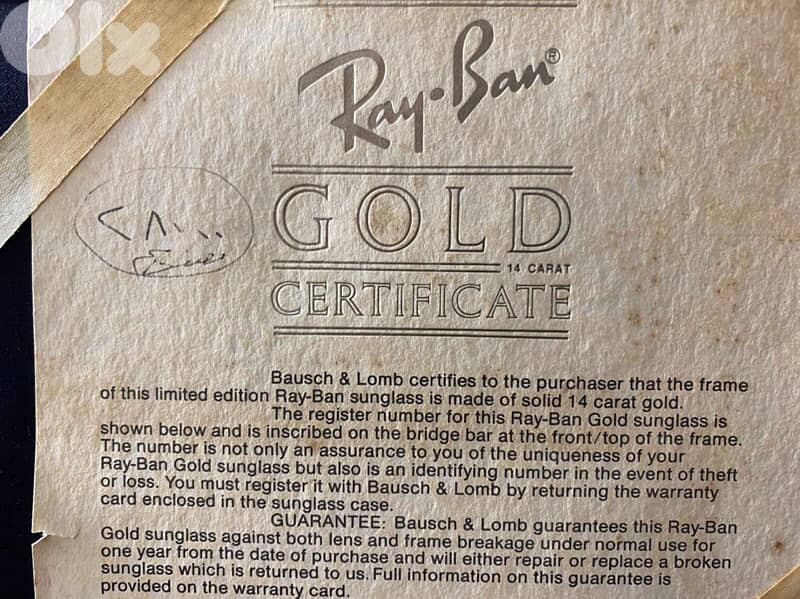 olx
Ray-Ban®
GOLD
14 CARAT
CERTIFICATE
Bausch & Lomb certifies to the purchaser that the frame
of this limited edition Ray-Ban sunglass is made of solid 14 carat gold.
The register number for this Ray-Ban Gold sunglass is
shown below and is inscribed on the bridge bar at the front/top of the frame.
The number is not only an assurance to you of the uniqueness of your
Ray-Ban Gold sunglass but also is an identifying number in the event of theft
or loss. You must register it with Bausch & Lomb by returning the warranty
card enclosed in the sunglass case.
GUARANTEE: Bausch & Lomb guarantees this Ray-Ban
Gold sunglass against both lens and frame breakage under normal use for
one year from the date of purchase and will either repair or replace a broken
sunglass which is returned to us. Full information on this guarantee is
provided on the warranty card.